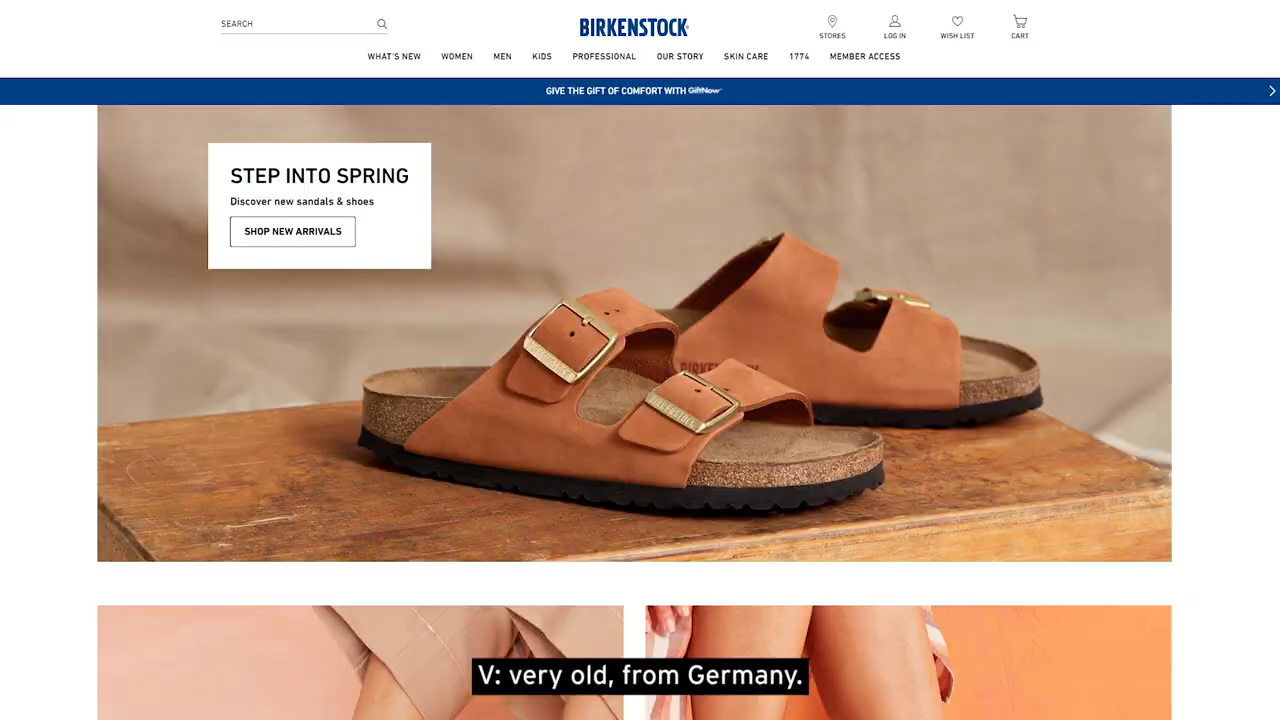 SEARCH
BIRKENSTOCK
STORES
LOG IN
WISH LIST
CART
WHAT'S NEW
WOMEN
MEN
KIDS
PROFESSIONAL
OUR STORY
SKIN CARE
1774
MEMBER ACCESS
GIVE THE GIFT OF COMFORT WITH GiftNow
STEP INTO SPRING
Discover new sandals & shoes
SHOP NEW ARRIVALS
BIRKENSTOCK
V: very old, from Germany.